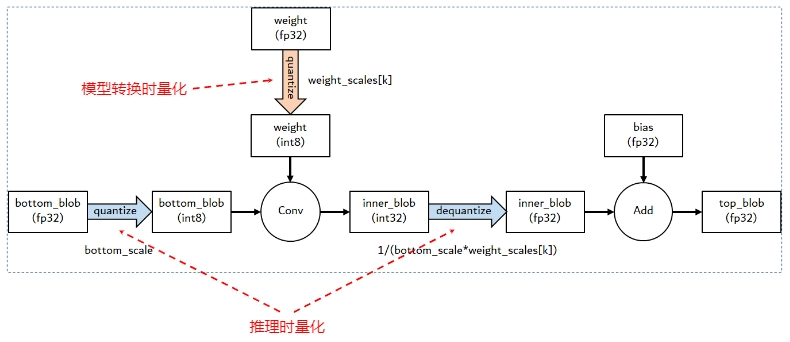 weight
(fp32)
quantize
weight_scales[k]
模型转换时量化
weight
(int8)
bias
(fp32)
bottom_blob
(fp32)
quantize
bottom_blob
(int8)
Conv
inner_blob
(int32)
dequantize
inner_blob
(fp32)
Add
top_blob
(fp32)
bottom_scale
1/(bottom_scale*weight_scales[k])
推理时量化